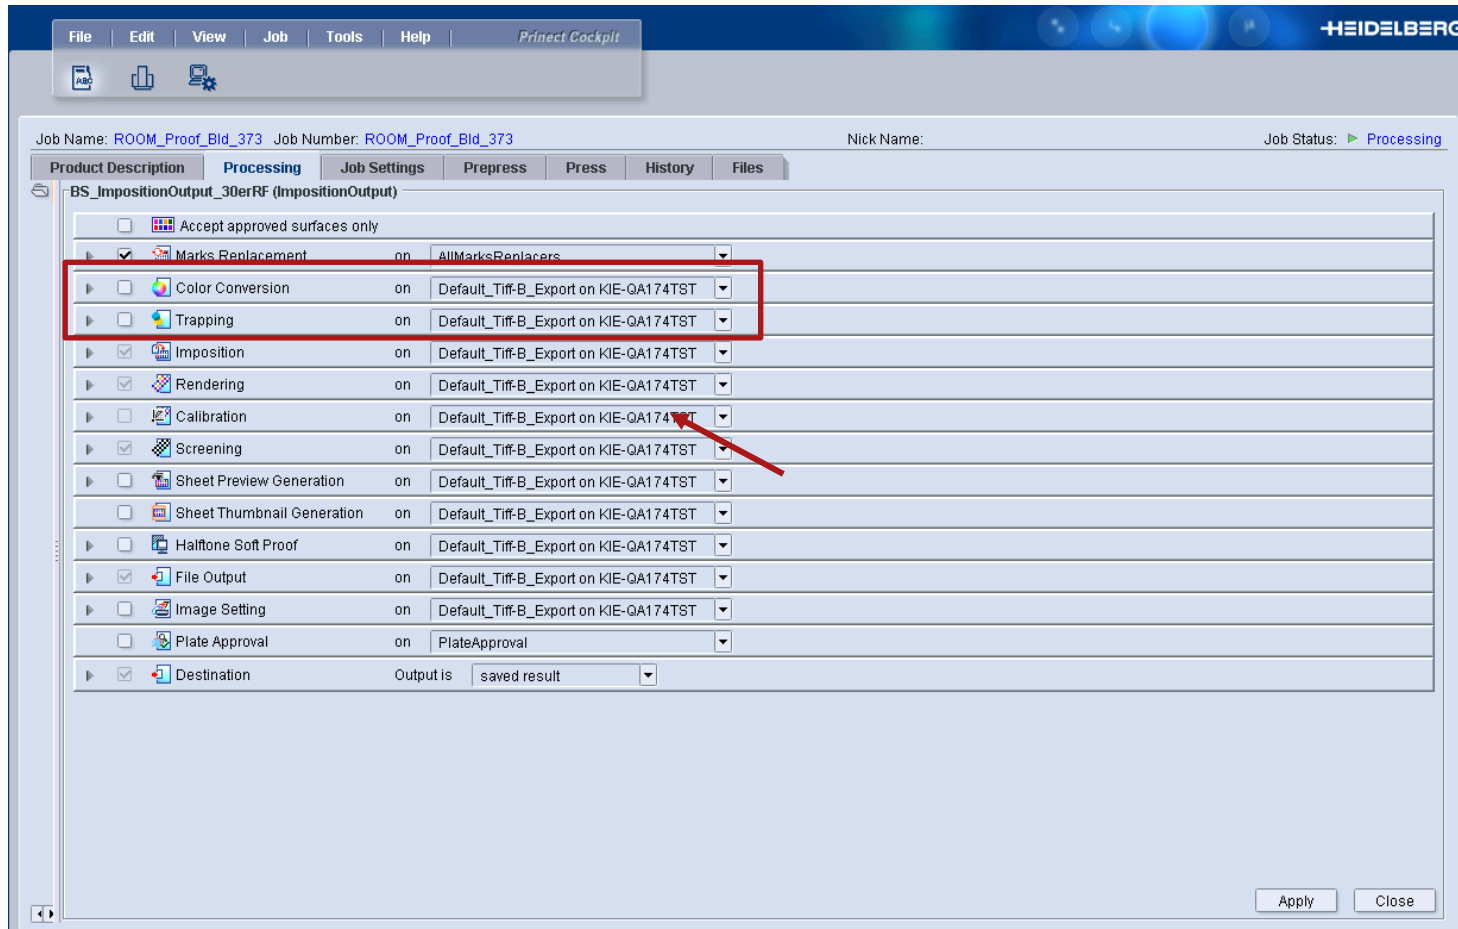 File Edit View Job Tools Help Prinect Cockpit
HEIDELBERG
ABC
Job Name: ROOM_Proof_Bld_373 Job Number: ROOM_Proof_Bld_373 Nick Name: Job Status: Processing
Product Description Processing Job Settings Prepress Press History Files
BS_ImpositionOutput_30erRF (ImpositionOutput)
Accept approved surfaces only
Marks Replacement on AllMarksReplacers
Color Conversion on Default_Tiff-B_Export on KIE-QA174TST
Trapping on Default_Tiff-B_Export on KIE-QA174TST
Imposition on Default_Tiff-B_Export on KIE-QA174TST
Rendering on Default_Tiff-B_Export on KIE-QA174TST
Calibration on Default_Tiff-B_Export on KIE-QA174TST
Screening on Default_Tiff-B_Export on KIE-QA174TST
Sheet Preview Generation on Default_Tiff-B_Export on KIE-QA174TST
Sheet Thumbnail Generation on Default_Tiff-B_Export on KIE-QA174TST
Halftone Soft Proof on Default_Tiff-B_Export on KIE-QA174TST
File Output on Default_Tiff-B_Export on KIE-QA174TST
Image Setting on Default_Tiff-B_Export on KIE-QA174TST
Plate Approval on PlateApproval
Destination Output is saved result
Apply Close